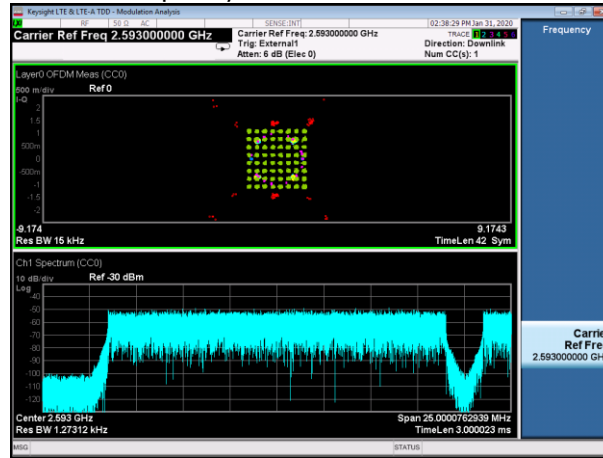 Keysight LTE & LTE-A TDD - Modulation Analysis
RF 50 Ω AC SENSE:INT 02:38:29 PM Jan 31, 2020
Carrier Ref Freq 2.593000000 GHz
Carrier Ref Freq: 2.593000000 GHz
Trig: External1
Atten: 6 dB (Elec 0)
TRACE 1 2 3 4 5 6
Direction: Downlink
Num CC(s): 1
Frequency
Layer0 OFDM Meas (CC0)
500 m/div Ref 0
I-Q
2
1.5
1
500m
0
-500m
-1
-1.5
-2
-9.174 9.1743
Res BW 15 kHz TimeLen 42 Sym
Ch1 Spectrum (CC0)
10 dB/div Ref -30 dBm
Log
-40
-50
-60
-70
-80
-90
-100
-110
-120
Center 2.593 GHz Span 25.0000762939 MHz
Res BW 1.27312 kHz TimeLen 3.000023 ms
Carrie
Ref Fre
2.593000000 GH
MSG STATUS